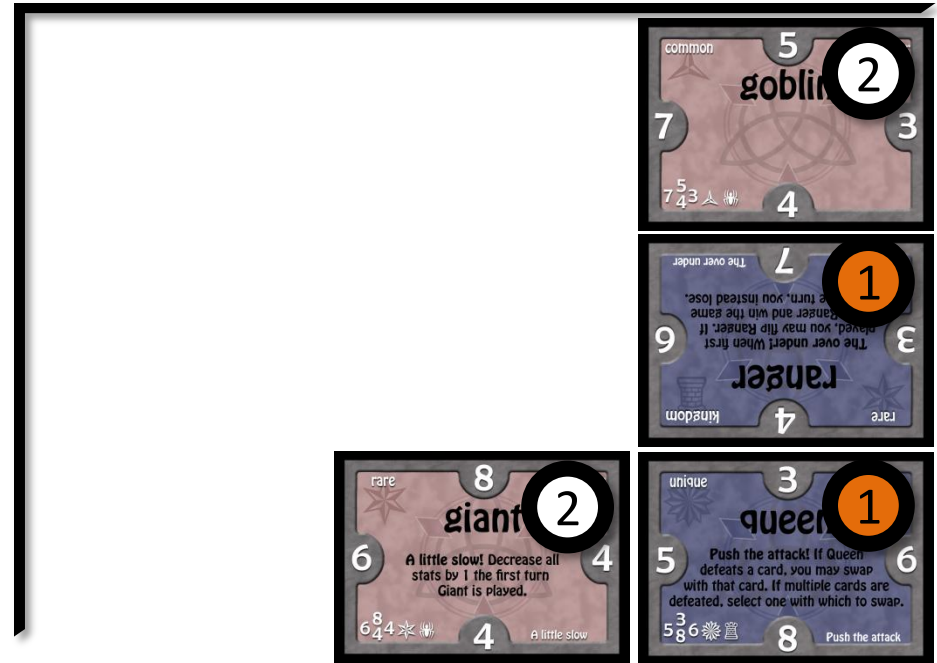 common
5
2
goblin
7
3
7 5 4 3
4
The over under
7
1
The over under! When first
played, you may flip Ranger. If
Ranger and win the game
turn, you instead lose.
6
3
ranger
kingdom
4
rare
rare
8
2
giant
6
4
A little slow! Decrease all
stats by 1 the first turn
Giant is played.
6 8 4 4
4
A little slow
unique
3
1
queen
5
6
Push the attack! If Queen
defeats a card, you may swap
with that card. If multiple cards are
defeated, select one with which to swap.
5 3 8 6
8
Push the attack